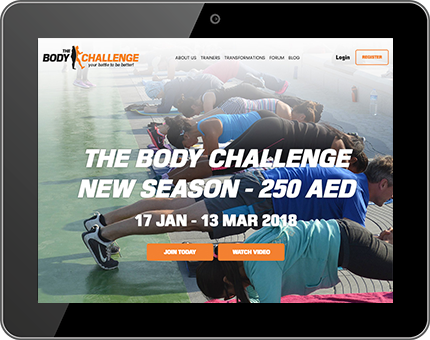 THE
BODY CHALLENGE
your battle to be better!
ABOUT US TRAINERS TRANSFORMATIONS FORUM BLOG
Login REGISTER
THE BODY CHALLENGE
NEW SEASON - 250 AED
17 JAN - 13 MAR 2018
JOIN TODAY WATCH VIDEO